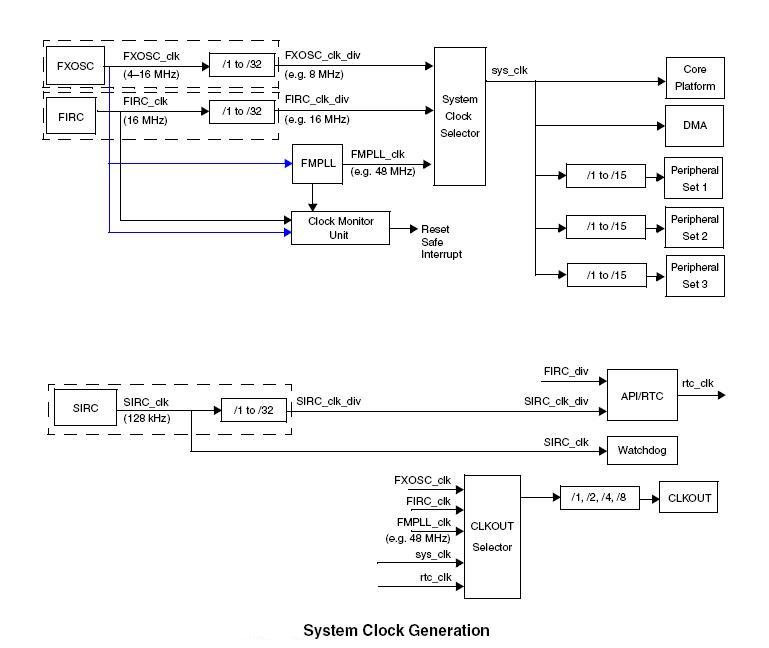 FXOSC
FXOSC_clk
(4–16 MHz)
/1 to /32
FXOSC_clk_div
(e.g. 8 MHz)
FIRC
FIRC_clk
(16 MHz)
/1 to /32
FIRC_clk_div
(e.g. 16 MHz)
FMPLL
FMPLL_clk
(e.g. 48 MHz)
System
Clock
Selector
sys_clk
Core
Platform
DMA
/1 to /15
Peripheral
Set 1
/1 to /15
Peripheral
Set 2
/1 to /15
Peripheral
Set 3
Clock Monitor
Unit
Reset
Safe
Interrupt
SIRC
SIRC_clk
(128 kHz)
/1 to /32
SIRC_clk_div
FIRC_div
SIRC_clk_div
API/RTC
rtc_clk
SIRC_clk
Watchdog
FXOSC_clk
FIRC_clk
FMPLL_clk
(e.g. 48 MHz)
sys_clk
rtc_clk
CLKOUT
Selector
/1, /2, /4, /8
CLKOUT
System Clock Generation